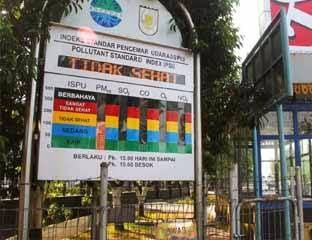 INDEKS STANDAR PENCEMAR UDARA (ISPU)
POLLUTANT STANDARD INDEX (PSI)
TIDAK SEHAT
ISPU PM₁₀ SO₂ CO O₃ NO₂
BERBAHAYA
SANGAT
TIDAK SEHAT
TIDAK SEHAT
SEDANG
BAIK
BERLAKU : Pk. 15.00 HARI INI SAMPAI
Pk. 15.00 BESOK